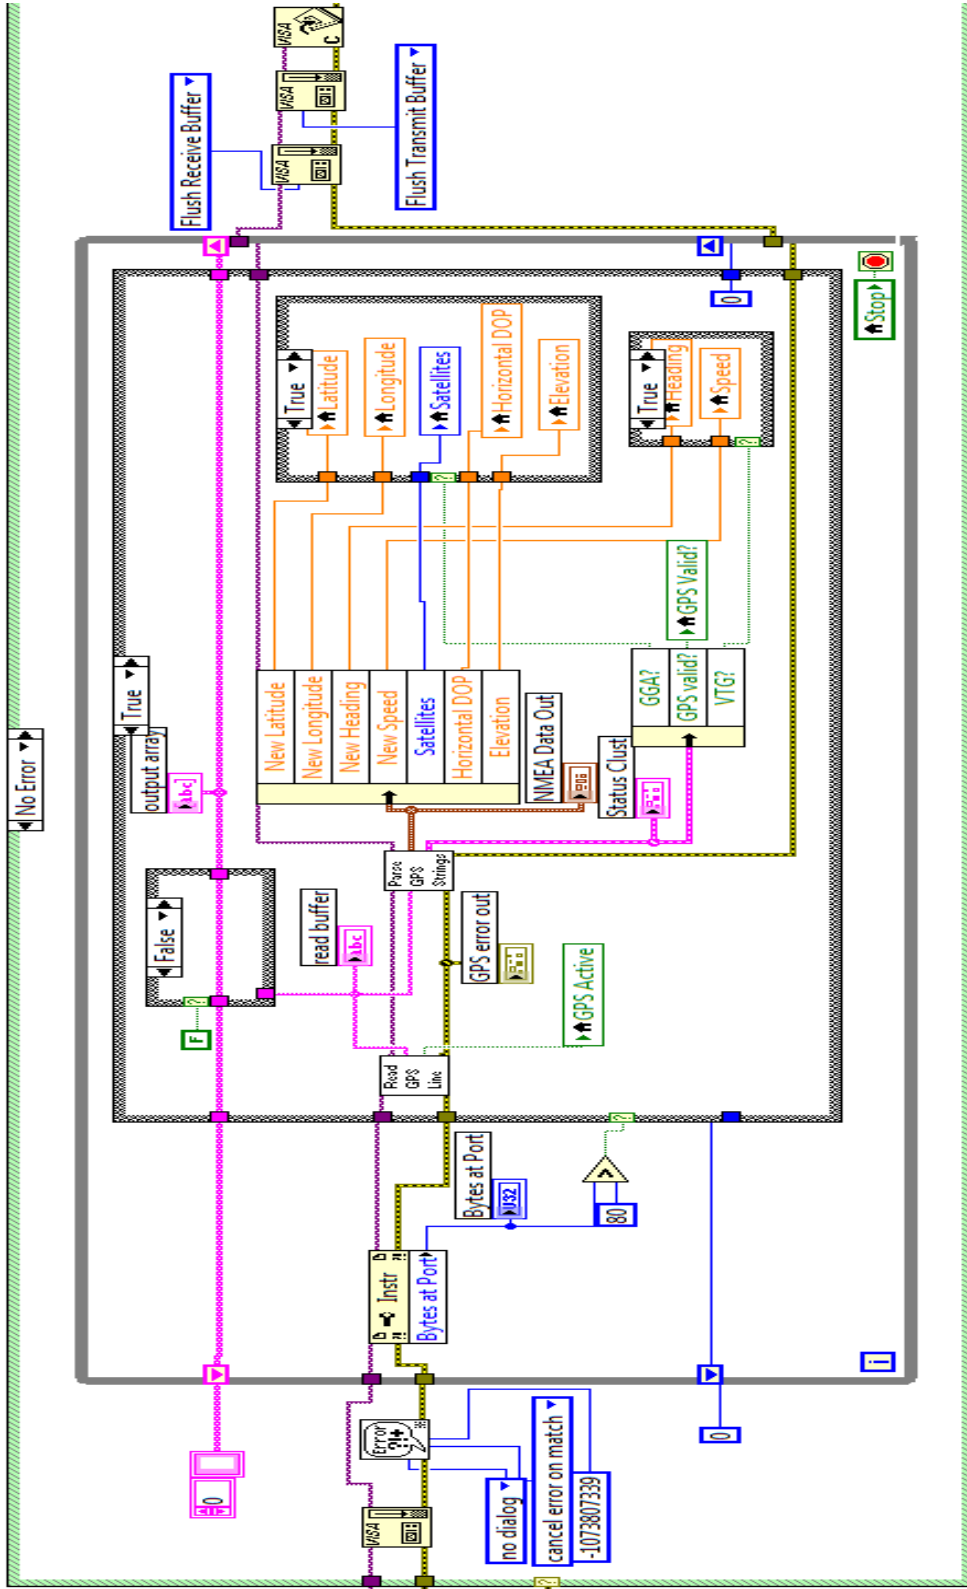 No Error
0
VISA
no dialog
cancel error on match
-1073807339
Error
?!+
0
i
Instr
Bytes at Port
Bytes at Port
U32
80
>
F
?
False
Read
GPS
Line
GPS Active
read buffer
abc
GPS error out
Parse
GPS
Strings
output array
abc
True
New Latitude
New Longitude
New Heading
New Speed
Satellites
Horizontal DOP
Elevation
NMEA Data Out
Status Clust
GGA?
GPS valid?
VTG?
GPS Valid?
True
Latitude
Longitude
Satellites
Horizontal DOP
Elevation
True
Heading
Speed
0
Stop
Flush Receive Buffer
VISA
Flush Transmit Buffer
VISA
VISA
C